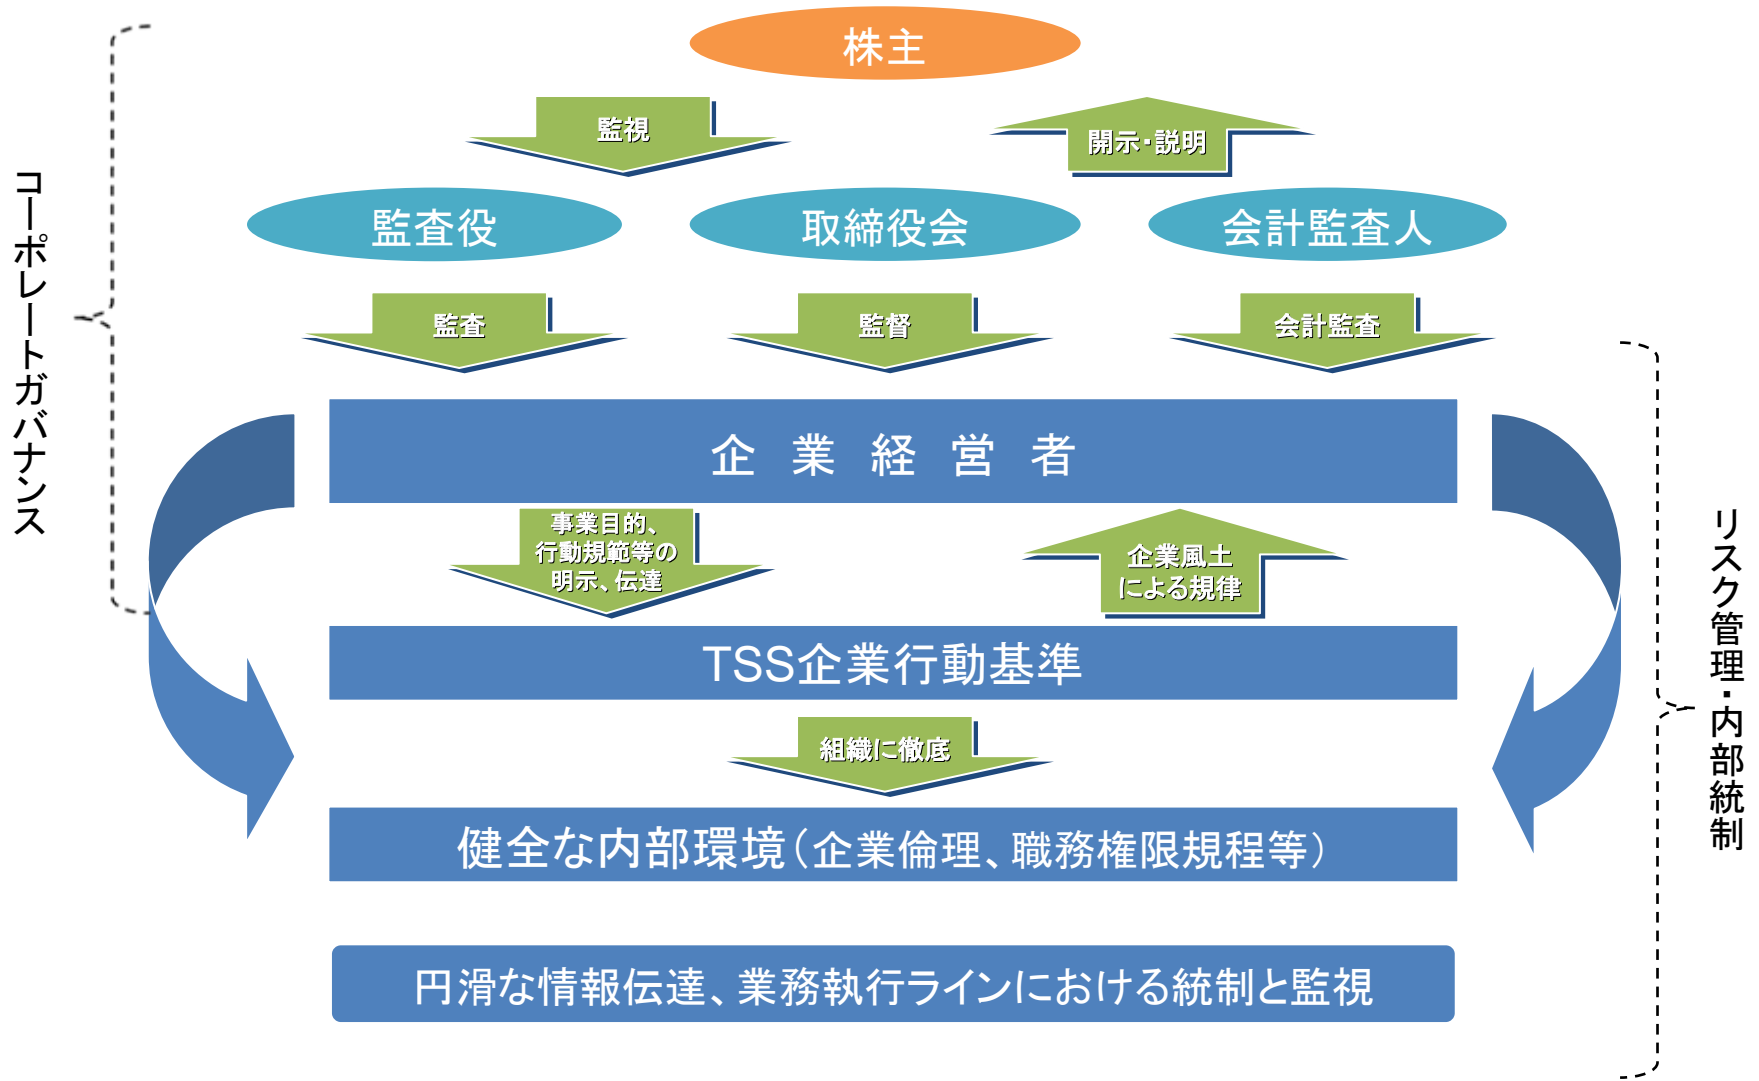 株主
監視
開示・説明
コーポレートガバナンス
監査役
取締役会
会計監査人
監査
監督
会計監査
企 業 経 営 者
事業目的、
行動規範等の
明示、伝達
企業風土
による規律
リスク管理・内部統制
TSS企業行動基準
組織に徹底
健全な内部環境（企業倫理、職務権限規程等）
円滑な情報伝達、業務執行ラインにおける統制と監視